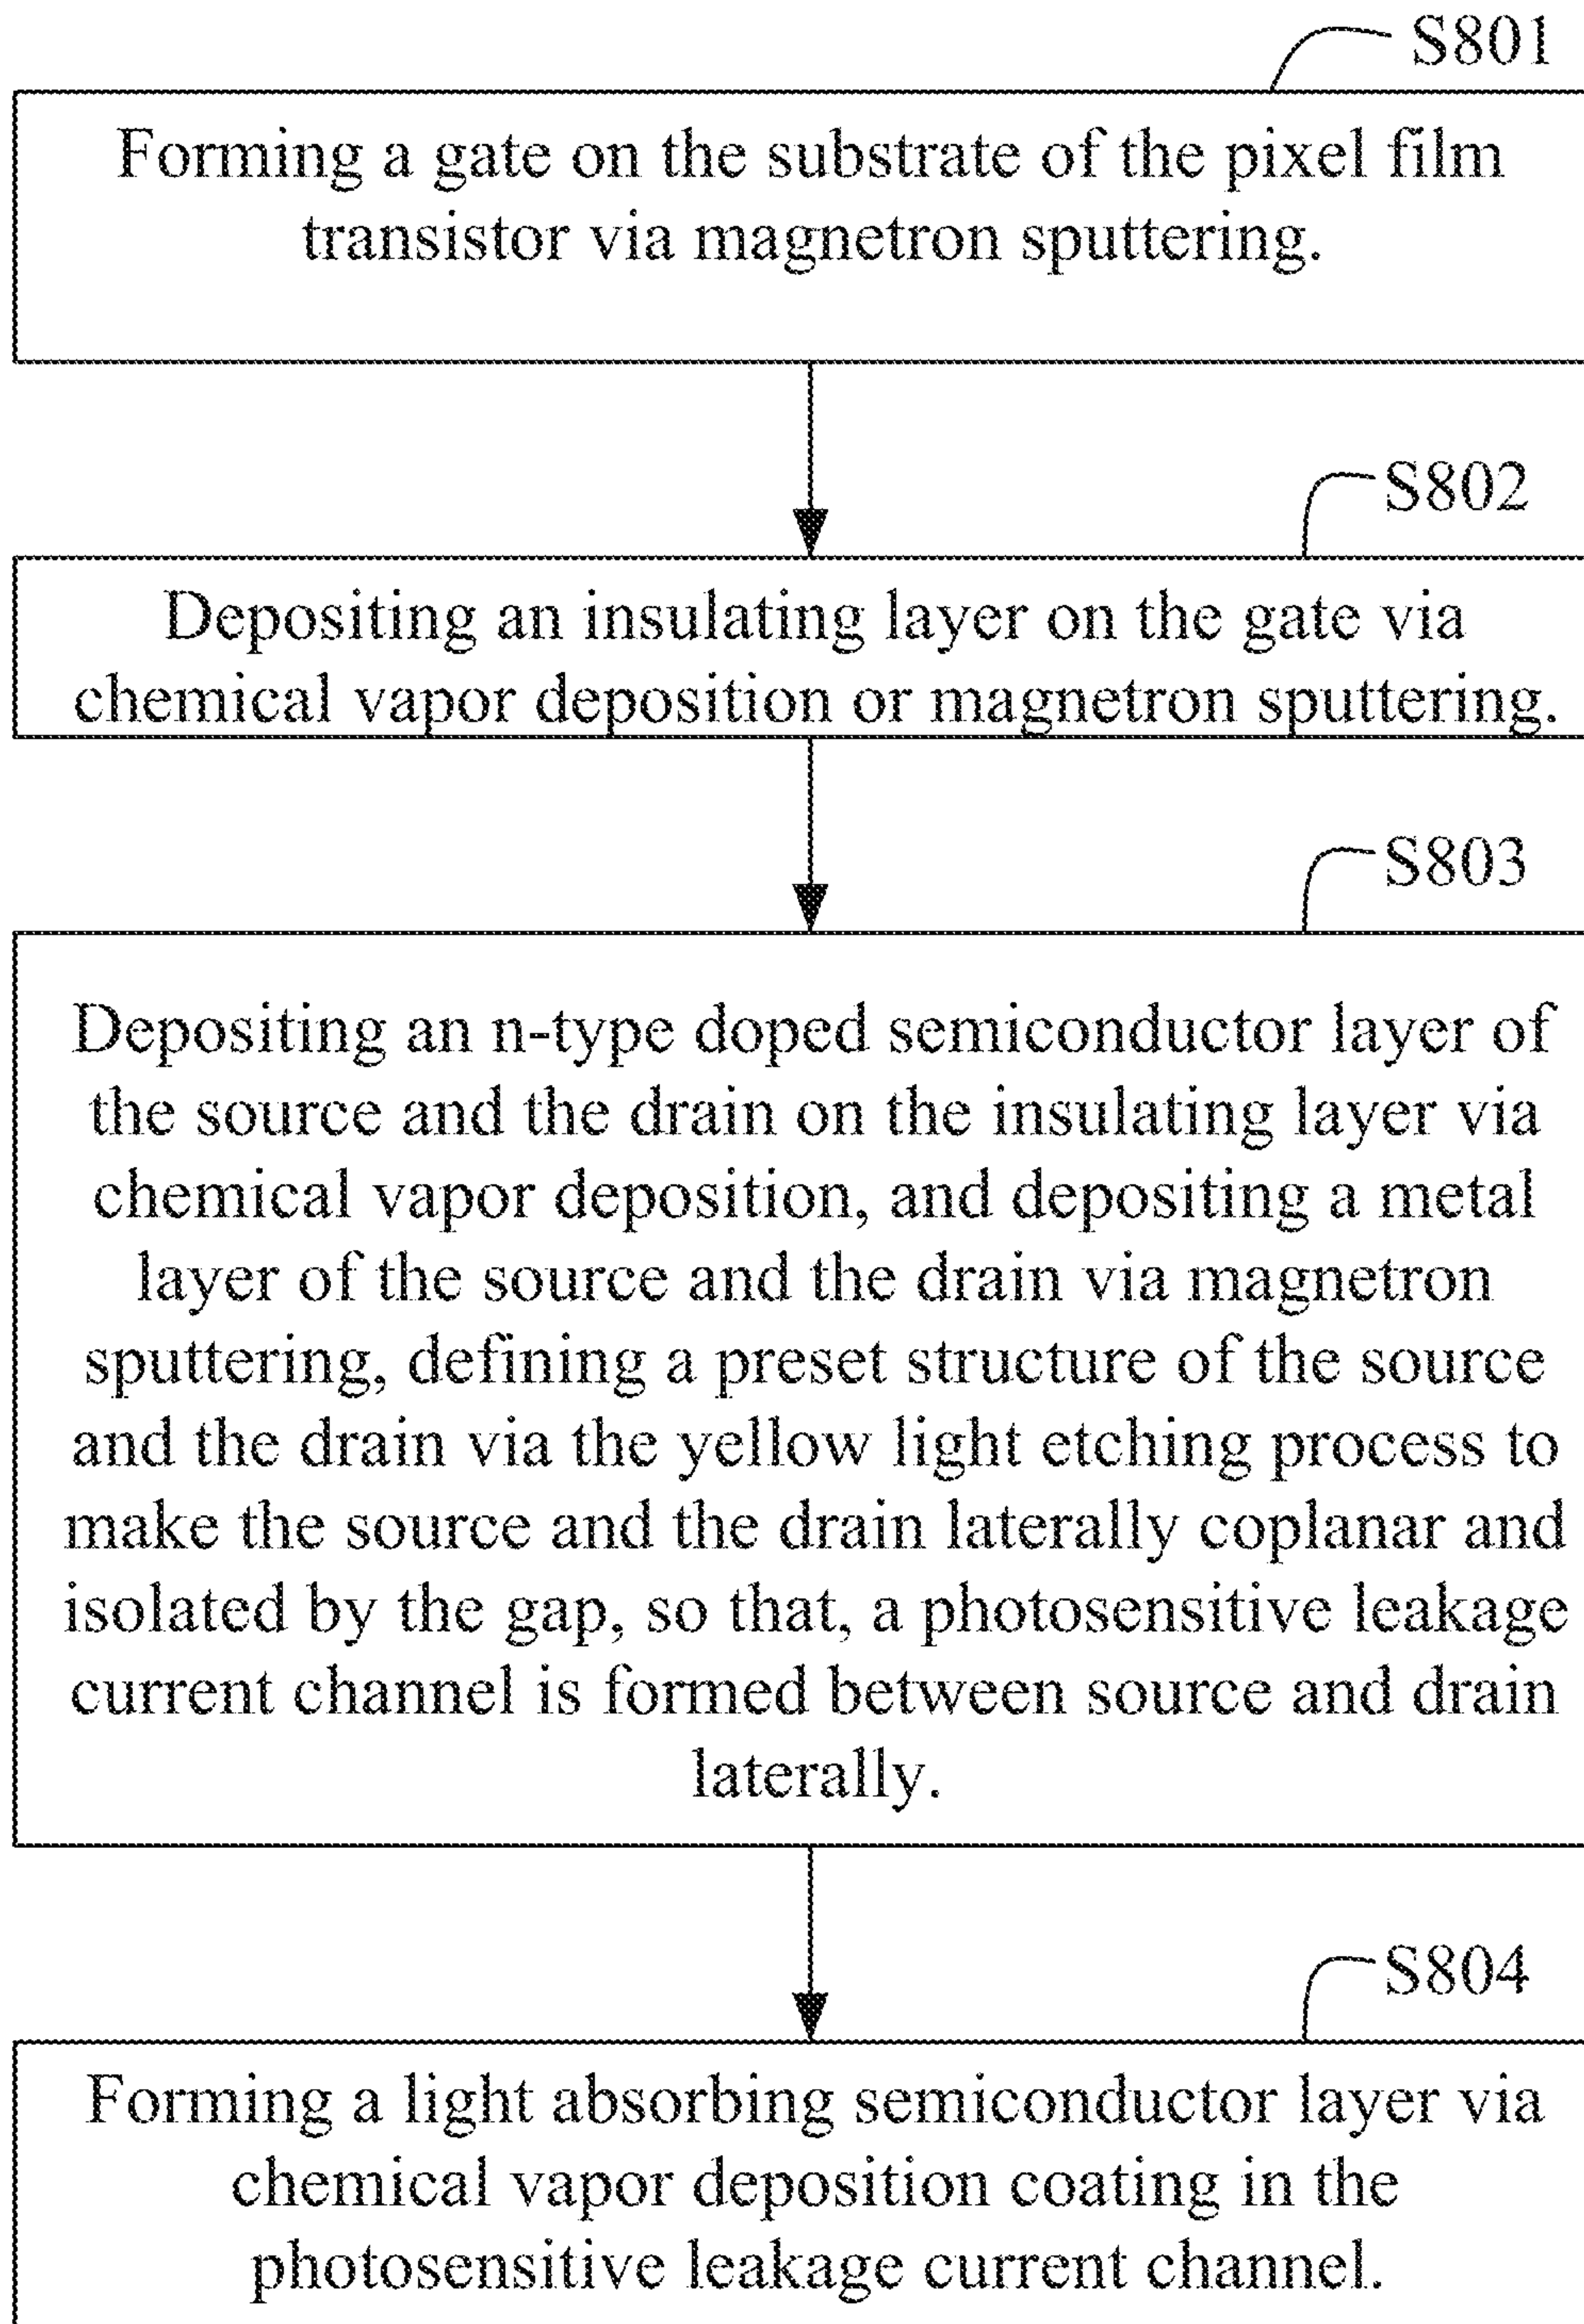 S801
Forming a gate on the substrate of the pixel film
transistor via magnetron sputtering.
S802
Depositing an insulating layer on the gate via
chemical vapor deposition or magnetron sputtering.
S803
Depositing an n-type doped semiconductor layer of
the source and the drain on the insulating layer via
chemical vapor deposition, and depositing a metal
layer of the source and the drain via magnetron
sputtering, defining a preset structure of the source
and the drain via the yellow light etching process to
make the source and the drain laterally coplanar and
isolated by the gap, so that, a photosensitive leakage
current channel is formed between source and drain
laterally.
S804
Forming a light absorbing semiconductor layer via
chemical vapor deposition coating in the
photosensitive leakage current channel.